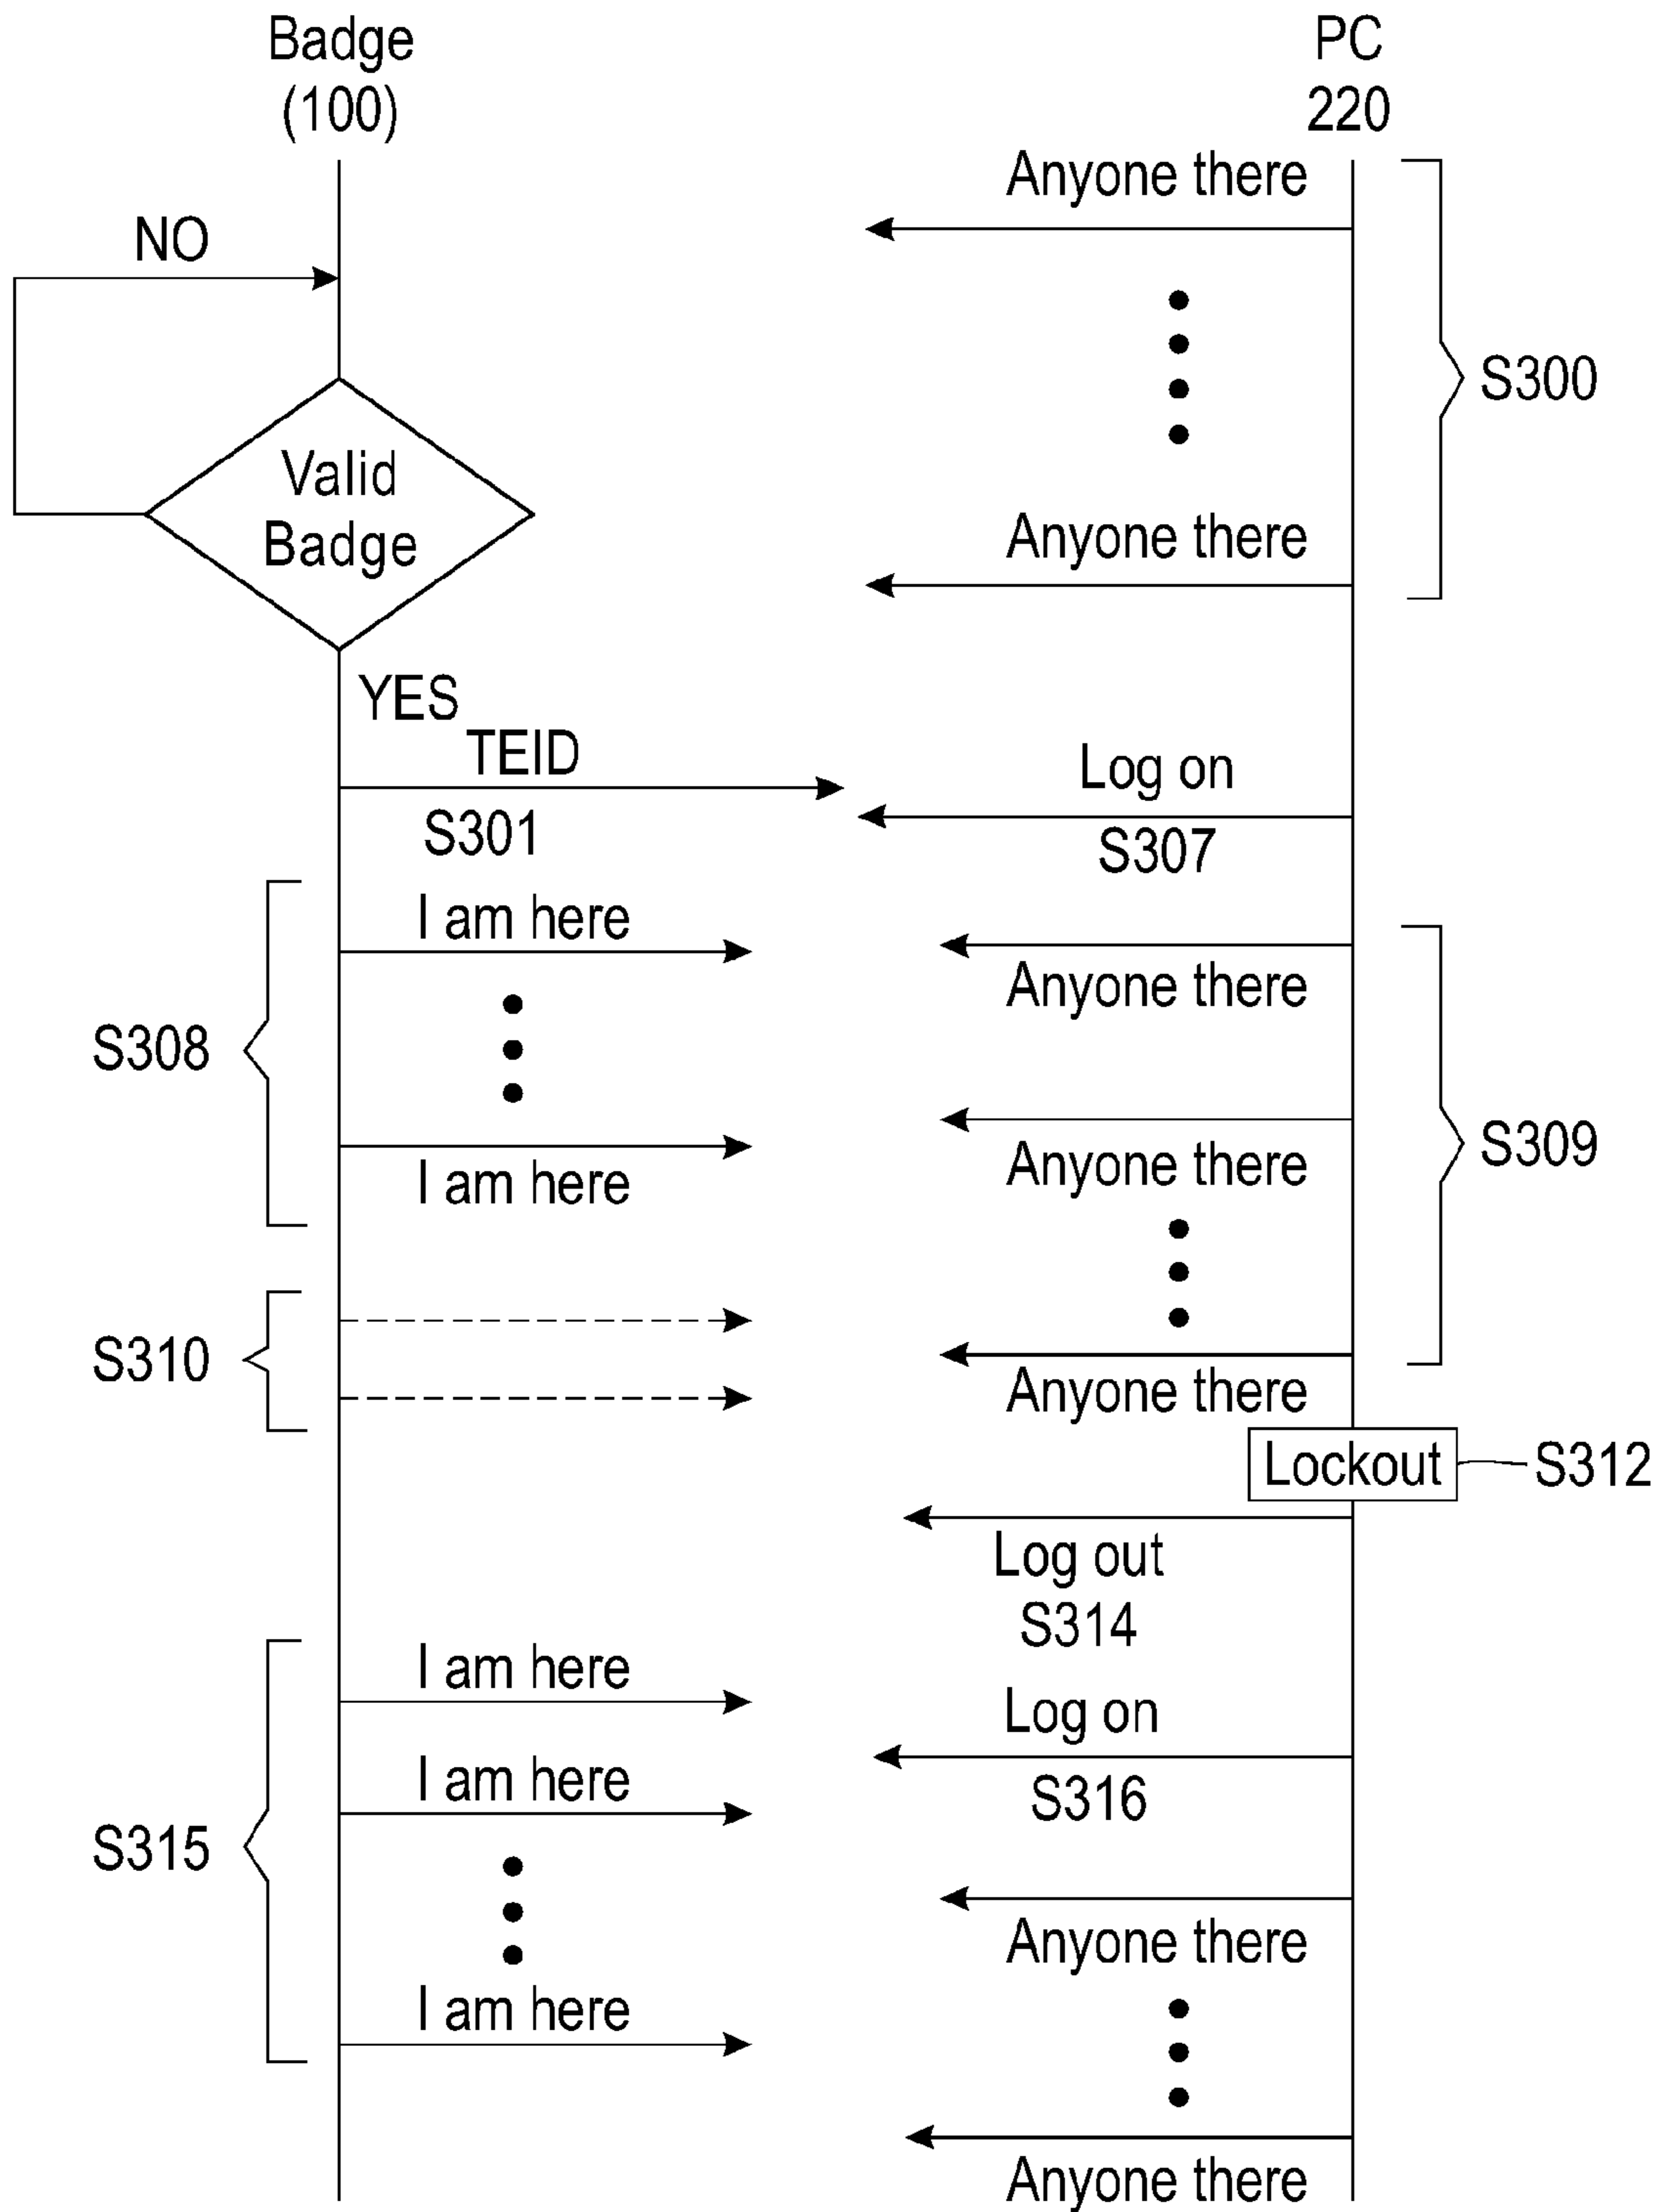 Badge
(100)
PC
220
Anyone there
NO
S300
Valid
Badge
Anyone there
YES
TEID
S301
Log on
S307
I am here
Anyone there
S308
S309
I am here
Anyone there
S310
Anyone there
Lockout
S312
Log out
S314
I am here
Log on
S316
I am here
S315
Anyone there
I am here
Anyone there